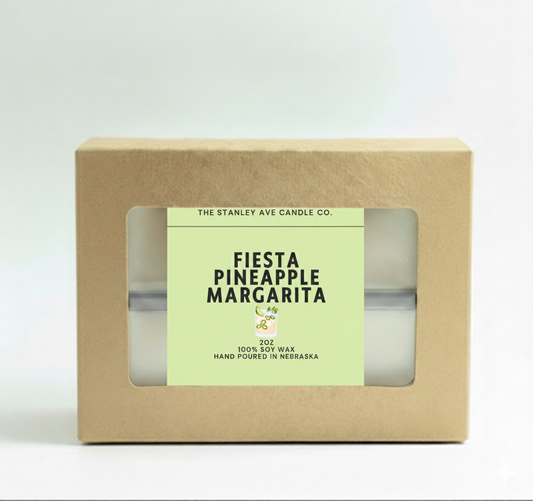 THE STANLEY AVE CANDLE CO.
FIESTA
PINEAPPLE
MARGARITA
2OZ
100% SOY WAX
HAND POURED IN NEBRASKA